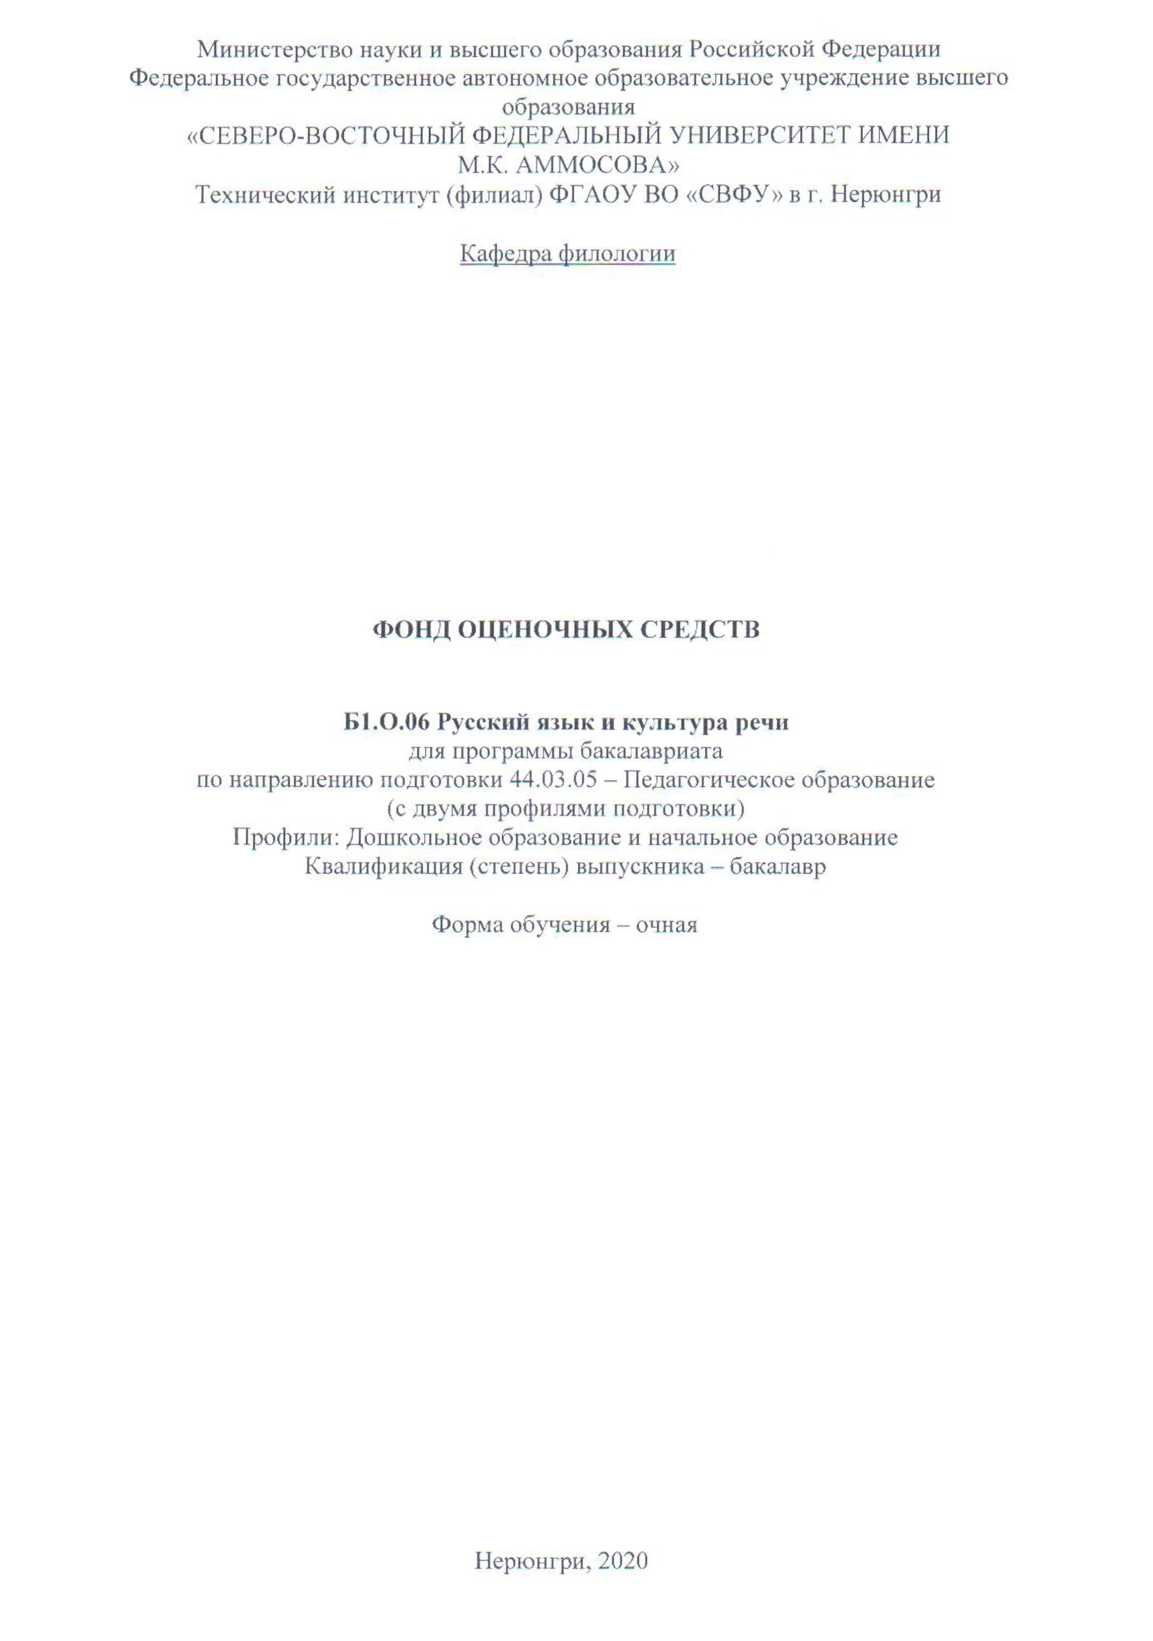 Министерство науки и высшего образования Российской Федерации
Федеральное государственное автономное образовательное учреждение высшего
образования
«СЕВЕРО-ВОСТОЧНЫЙ ФЕДЕРАЛЬНЫЙ УНИВЕРСИТЕТ ИМЕНИ
М.К. АММОСОВА»
Технический институт (филиал) ФГАОУ ВО «СВФУ» в г. Нерюнгри
Кафедра филологии
ФОНД ОЦЕНОЧНЫХ СРЕДСТВ
Б1.О.06 Русский язык и культура речи
для программы бакалавриата
по направлению подготовки 44.03.05 – Педагогическое образование
(с двумя профилями подготовки)
Профили: Дошкольное образование и начальное образование
Квалификация (степень) выпускника – бакалавр
Форма обучения – очная
Нерюнгри, 2020